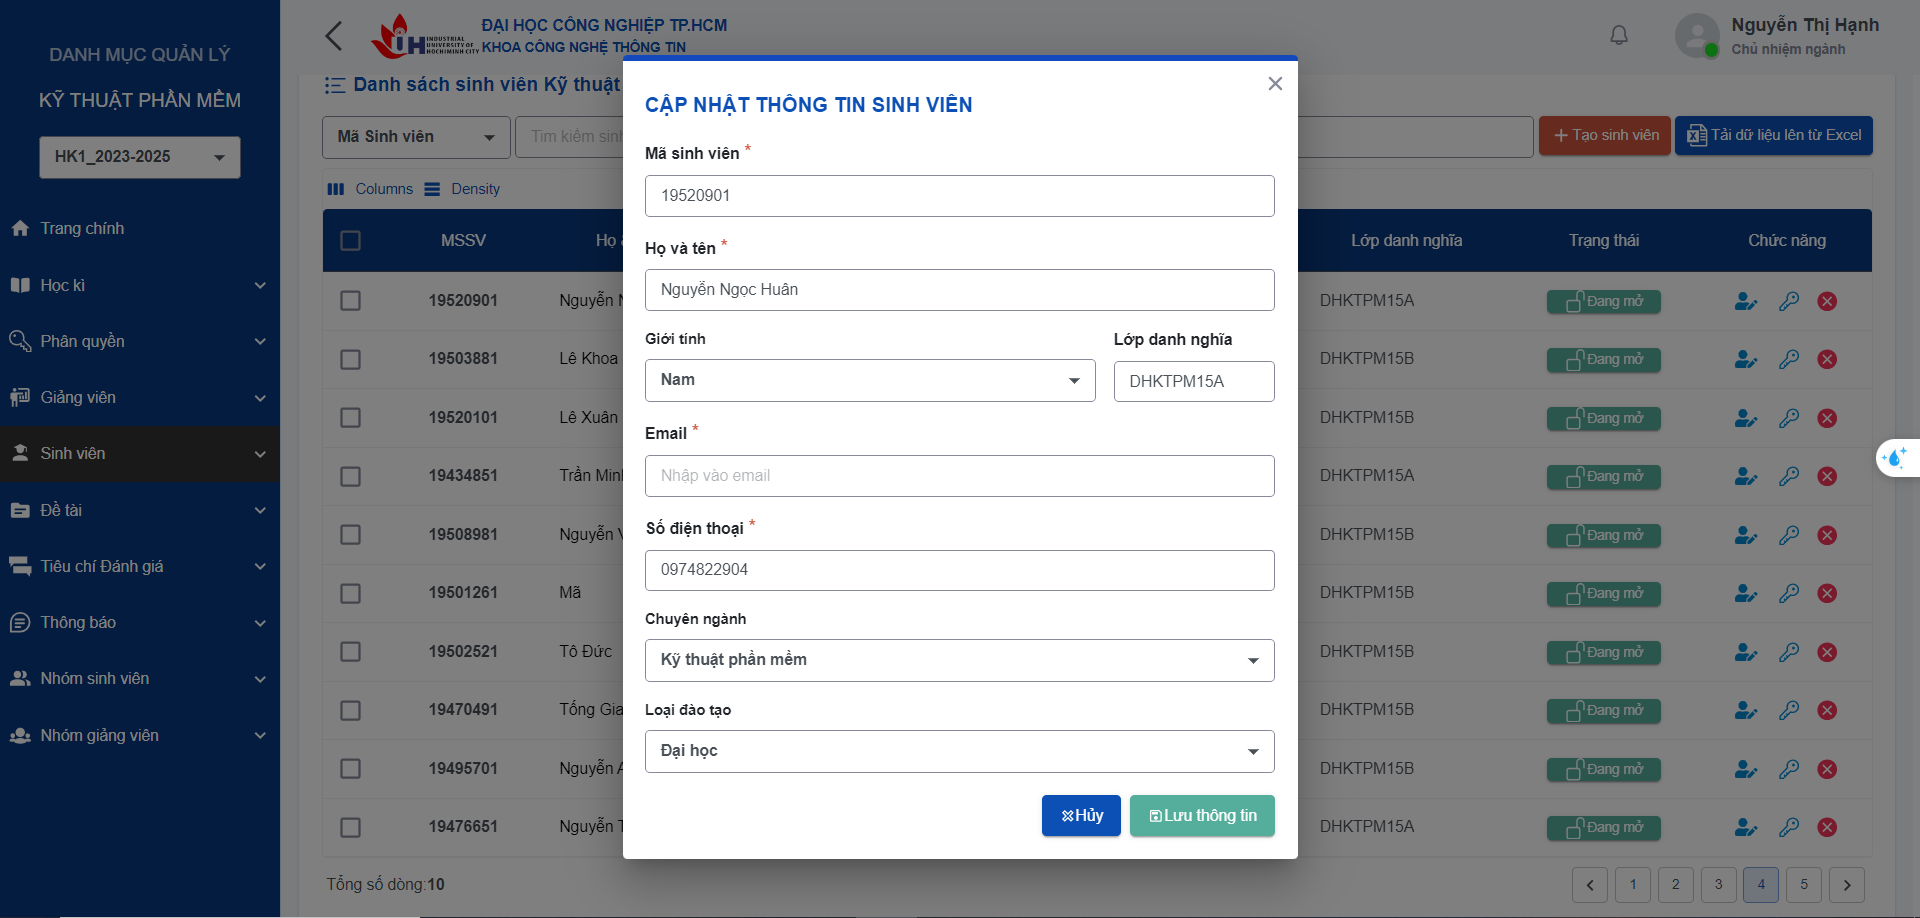 DANH MỤC QUẢN LÝ
KỸ THUẬT PHẦN MỀM
HK1_2023-2025
Trang chính
Học kì
Phân quyền
Giảng viên
Sinh viên
Đề tài
Tiêu chí Đánh giá
Thông báo
Nhóm sinh viên
Nhóm giảng viên
INDUSTRIAL
UNIVERSITY OF
HOCHIMINH CITY
ĐẠI HỌC CÔNG NGHIỆP TP.HCM
KHOA CÔNG NGHỆ THÔNG TIN
Nguyễn Thị Hạnh
Chủ nhiệm ngành
Danh sách sinh viên Kỹ thuật
Mã Sinh viên
Tìm kiếm sinh
Tạo sinh viên
Tải dữ liệu lên từ Excel
Columns Density
MSSV Họ Lớp danh nghĩa Trạng thái Chức năng
19520901 Nguyễn DHKTPM15A Đang mở
19503881 Lê Khoa DHKTPM15B Đang mở
19520101 Lê Xuân DHKTPM15B Đang mở
19434851 Trần Minh DHKTPM15A Đang mở
19508981 Nguyễn V DHKTPM15B Đang mở
19501261 Mã DHKTPM15B Đang mở
19502521 Tô Đức DHKTPM15B Đang mở
19470491 Tống Gia DHKTPM15B Đang mở
19495701 Nguyễn A DHKTPM15B Đang mở
19476651 Nguyễn T DHKTPM15A Đang mở
Tổng số dòng:10
1 2 3 4 5
CẬP NHẬT THÔNG TIN SINH VIÊN
Mã sinh viên *
19520901
Họ và tên *
Nguyễn Ngọc Huân
Giới tính Lớp danh nghĩa
Nam DHKTPM15A
Email *
Nhập vào email
Số điện thoại *
0974822904
Chuyên ngành
Kỹ thuật phần mềm
Loại đào tạo
Đại học
Hủy Lưu thông tin